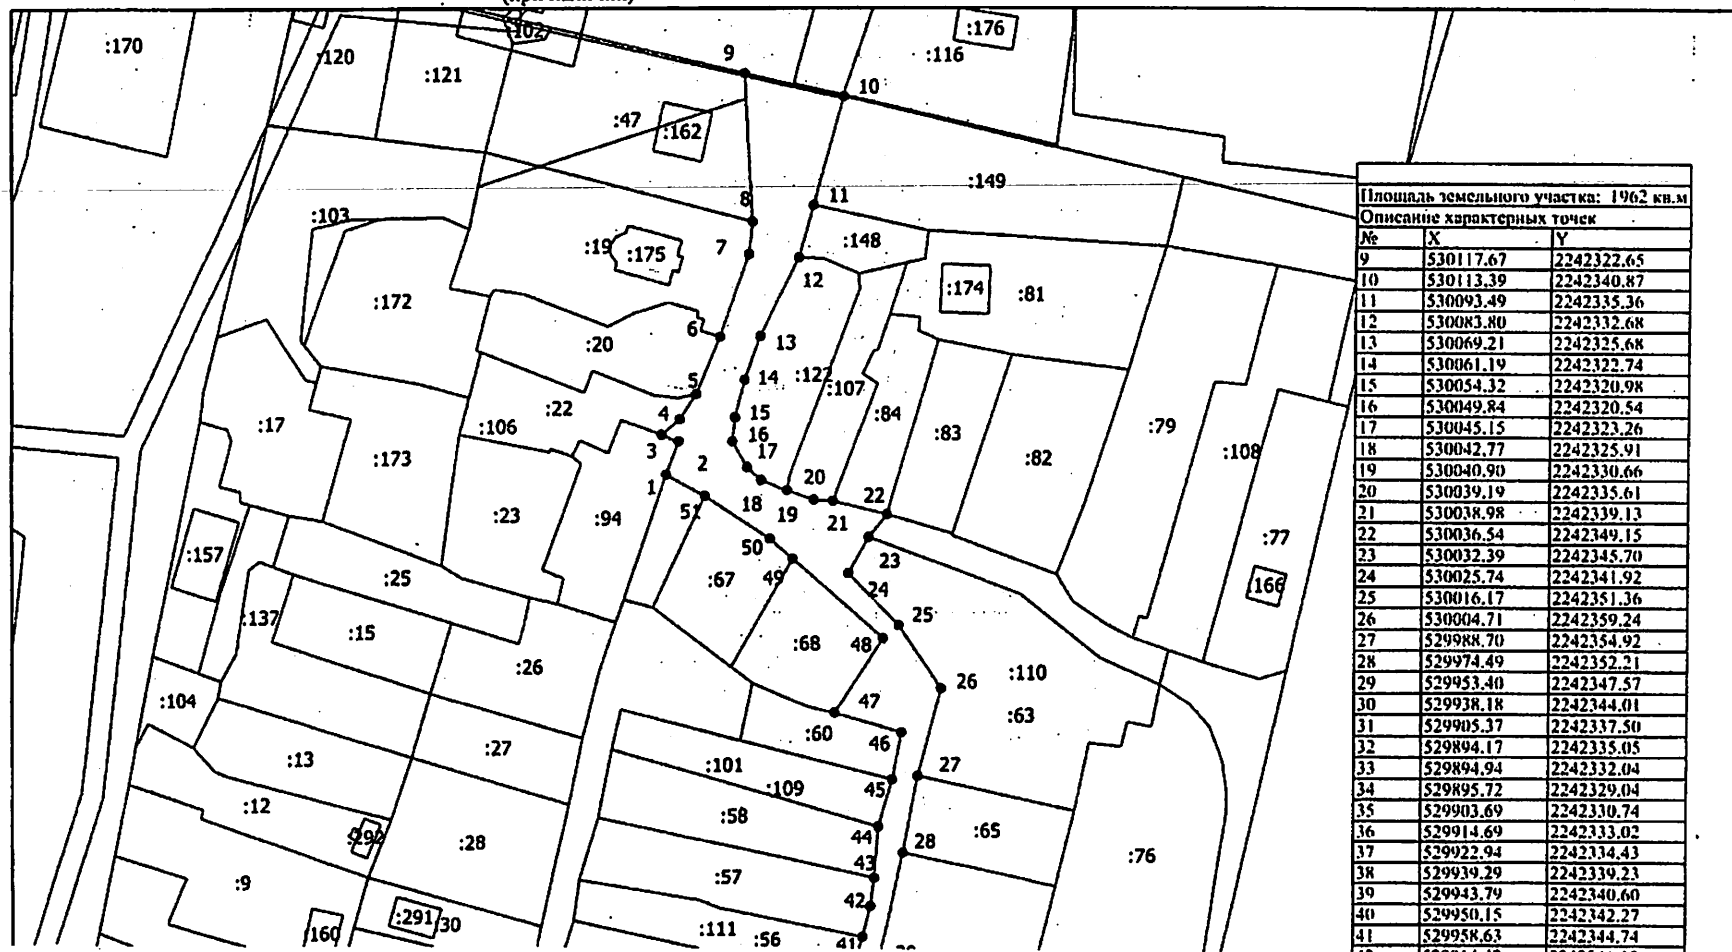 :170
:120
:121
:102
9
:176
:116
10
:47
:162
:149
:103
8
11
:19
:175
7
:148
12
:172
:174
:81
6
:20
13
:122
14
:107
5
:22
4
15
:84
:17
:106
16
:83
:79
3
17
:173
2
:82
:108
1
20
22
51
18
19
21
:23
:94
:77
:157
50
23
:25
:67
49
24
:166
:137
25
:15
48
:68
:26
26
:110
:104
47
:63
:60
46
:27
:13
:101
27
:109
45
:12
:58
44
:65
:292
:28
28
:76
43
:9
:57
42
:291
:30
:160
:111
:56
41
Площадь земельного участка: 1962 кв.м
Описание характерных точек
№ X Y
9 530117.67 2242322.65
10 530113.39 2242340.87
11 530093.49 2242335.36
12 530083.80 2242332.68
13 530069.21 2242325.68
14 530061.19 2242322.74
15 530054.32 2242320.98
16 530049.84 2242320.54
17 530045.15 2242323.26
18 530042.77 2242325.91
19 530040.90 2242330.66
20 530039.19 2242335.61
21 530038.98 2242339.13
22 530036.54 2242349.15
23 530032.39 2242345.70
24 530025.74 2242341.92
25 530016.17 2242351.36
26 530004.71 2242359.24
27 529988.70 2242354.92
28 529974.49 2242352.21
29 529953.40 2242347.57
30 529938.18 2242344.01
31 529905.37 2242337.50
32 529894.17 2242335.05
33 529894.94 2242332.04
34 529895.72 2242329.04
35 529903.69 2242330.74
36 529914.69 2242333.02
37 529922.94 2242334.43
38 529939.29 2242339.23
39 529943.79 2242340.60
40 529950.15 2242342.27
41 529958.63 2242344.74